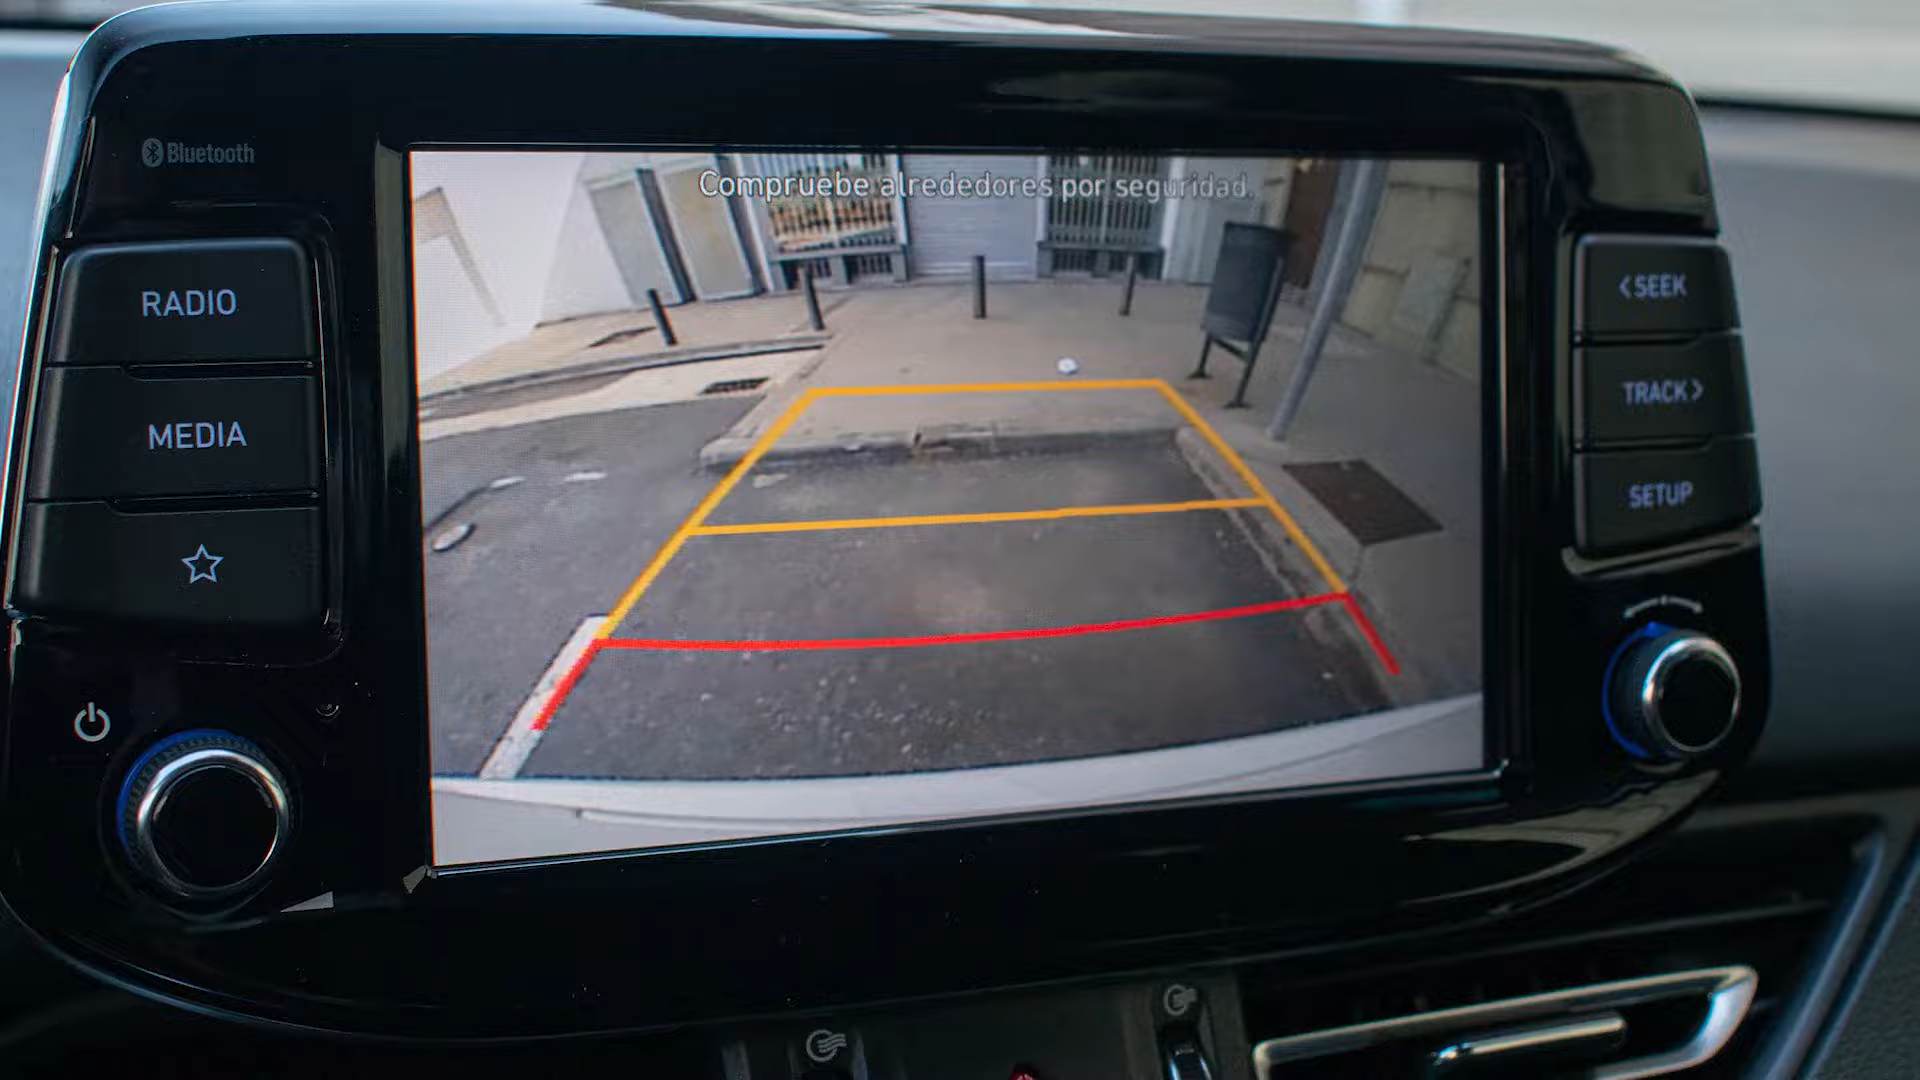 Bluetooth
Compruebe alrededores por seguridad.
RADIO
MEDIA
<SEEK
TRACK>
SETUP